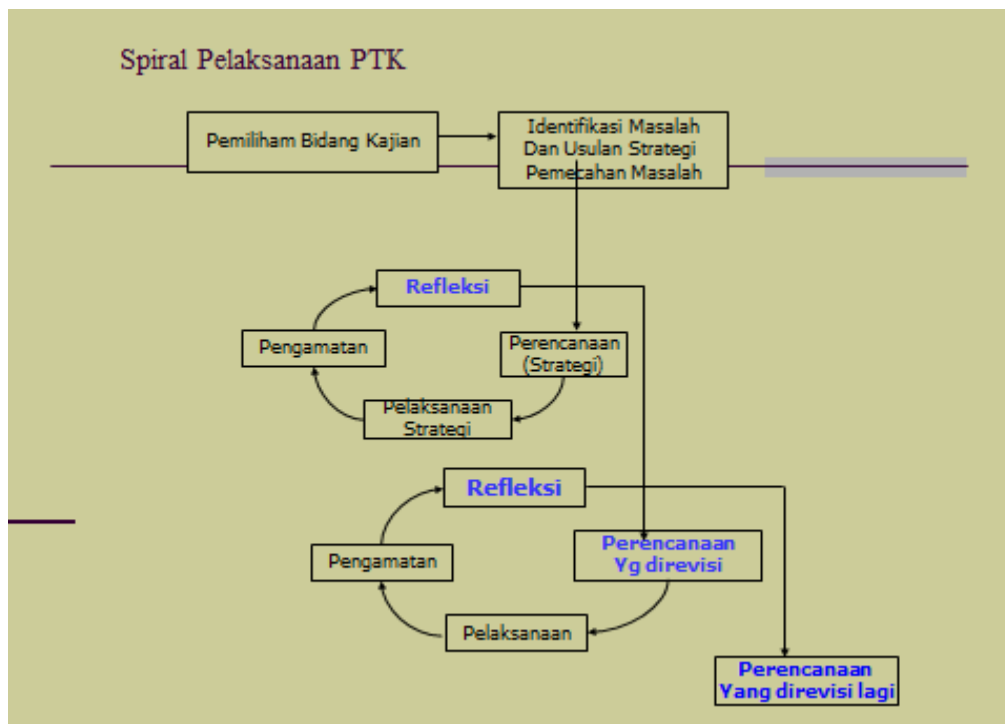 Spiral Pelaksanaan PTK
Pemiliham Bidang Kajian
Identifikasi Masalah
Dan Usulan Strategi
Pemecahan Masalah
Refleksi
Pengamatan
Perencanaan
(Strategi)
Pelaksanaan
Strategi
Refleksi
Pengamatan
Perencanaan
Yg direvisi
Pelaksanaan
Perencanaan
Yang direvisi lagi